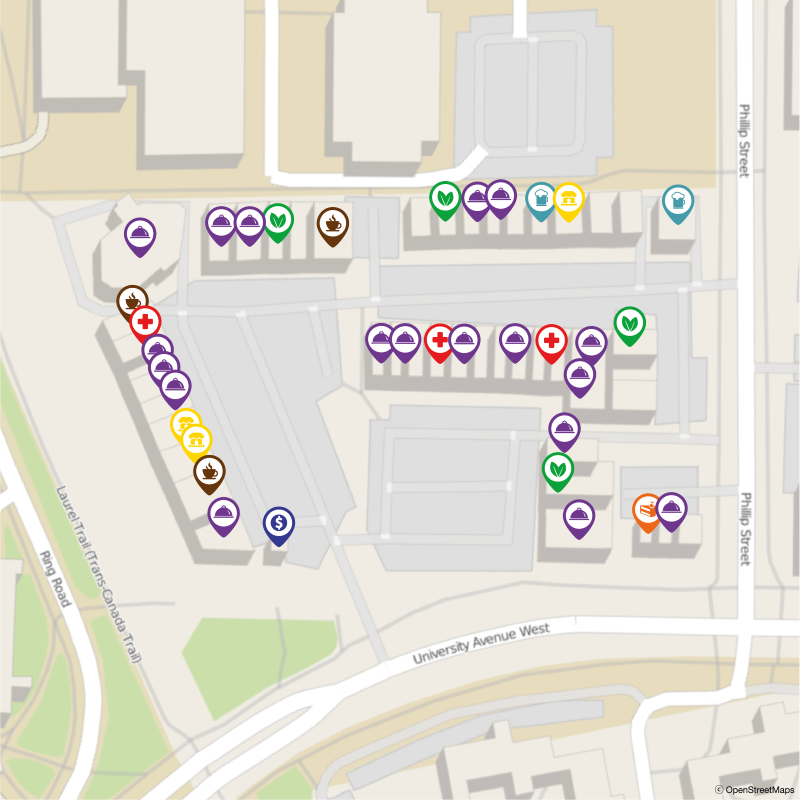 Phillip Street
Laurel Trail (Trans-Canada Trail)
Ring Road
Phillip Street
University Avenue West
$
© OpenStreetMaps